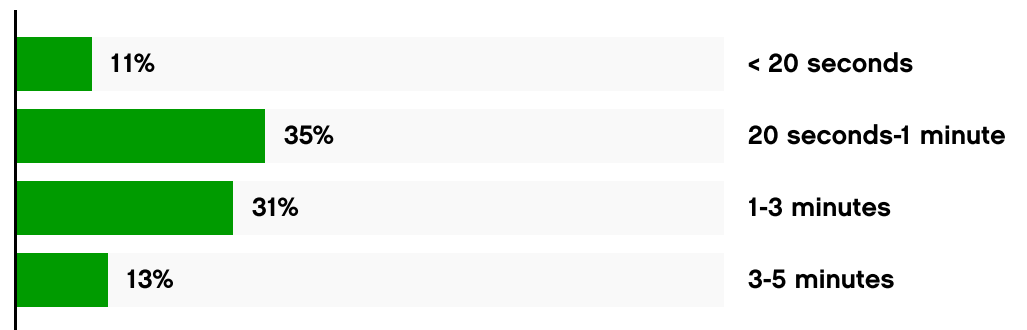 11% < 20 seconds
35% 20 seconds-1 minute
31% 1-3 minutes
13% 3-5 minutes